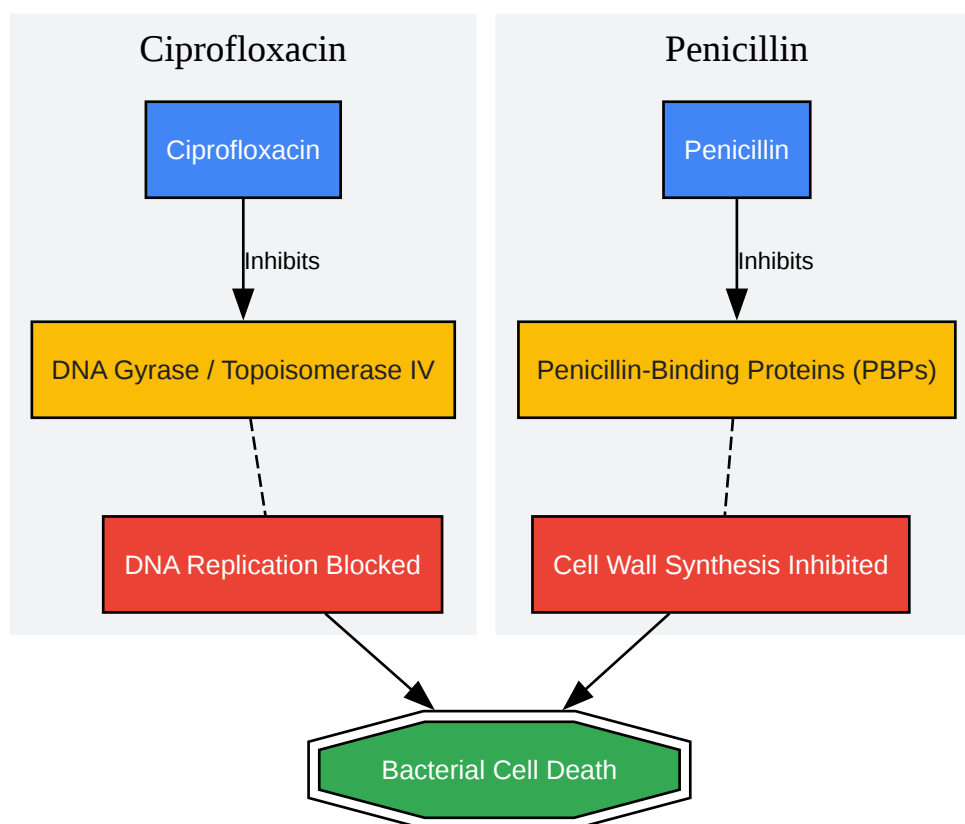 Ciprofloxacin
Ciprofloxacin
Inhibits
DNA Gyrase / Topoisomerase IV
DNA Replication Blocked
Penicillin
Penicillin
Inhibits
Penicillin-Binding Proteins (PBPs)
Cell Wall Synthesis Inhibited
Bacterial Cell Death